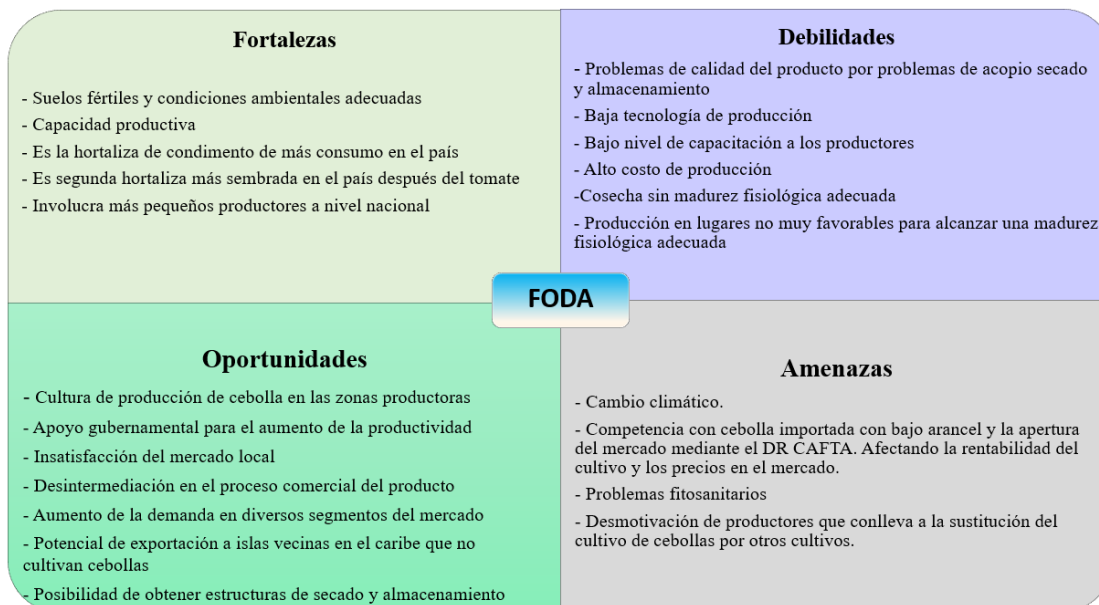 Fortalezas
- Suelos fértiles y condiciones ambientales adecuadas
- Capacidad productiva
- Es la hortaliza de condimento de más consumo en el país
- Es segunda hortaliza más sembrada en el país después del tomate
- Involucra más pequeños productores a nivel nacional
Debilidades
- Problemas de calidad del producto por problemas de acopio secado
y almacenamiento
- Baja tecnología de producción
- Bajo nivel de capacitación a los productores
- Alto costo de producción
-Cosecha sin madurez fisiológica adecuada
- Producción en lugares no muy favorables para alcanzar una madurez
fisiológica adecuada
FODA
Oportunidades
- Cultura de producción de cebolla en las zonas productoras
- Apoyo gubernamental para el aumento de la productividad
- Insatisfacción del mercado local
- Desintermediación en el proceso comercial del producto
- Aumento de la demanda en diversos segmentos del mercado
- Potencial de exportación a islas vecinas en el caribe que no
cultivan cebollas
- Posibilidad de obtener estructuras de secado y almacenamiento
Amenazas
- Cambio climático.
- Competencia con cebolla importada con bajo arancel y la apertura
del mercado mediante el DR CAFTA. Afectando la rentabilidad del
cultivo y los precios en el mercado.
- Problemas fitosanitarios
- Desmotivación de productores que conlleva a la sustitución del
cultivo de cebollas por otros cultivos.